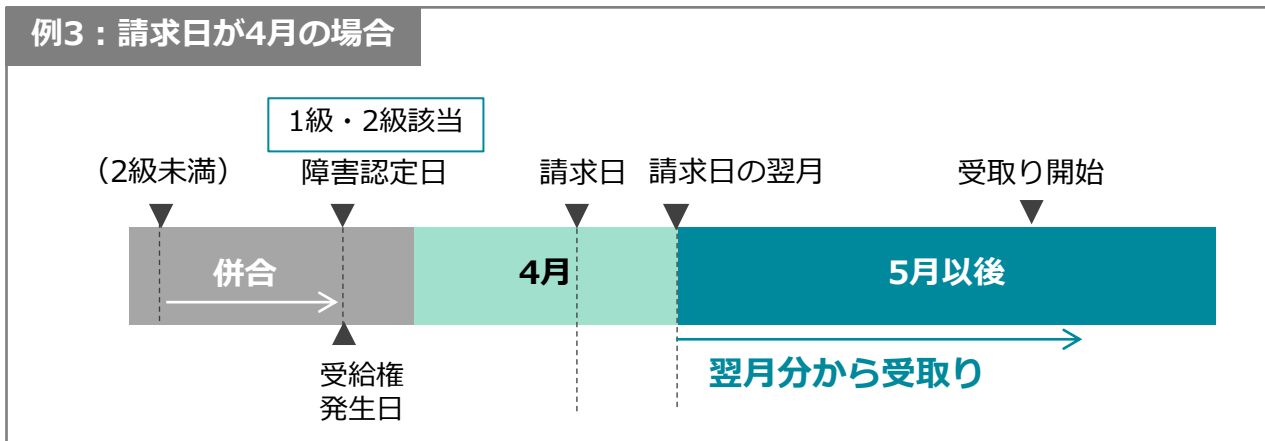 例3：請求日が4月の場合
1級・2級該当
（2級未満）
障害認定日
請求日
請求日の翌月
受取り開始
併合
4月
5月以後
翌月分から受取り
受給権
発生日